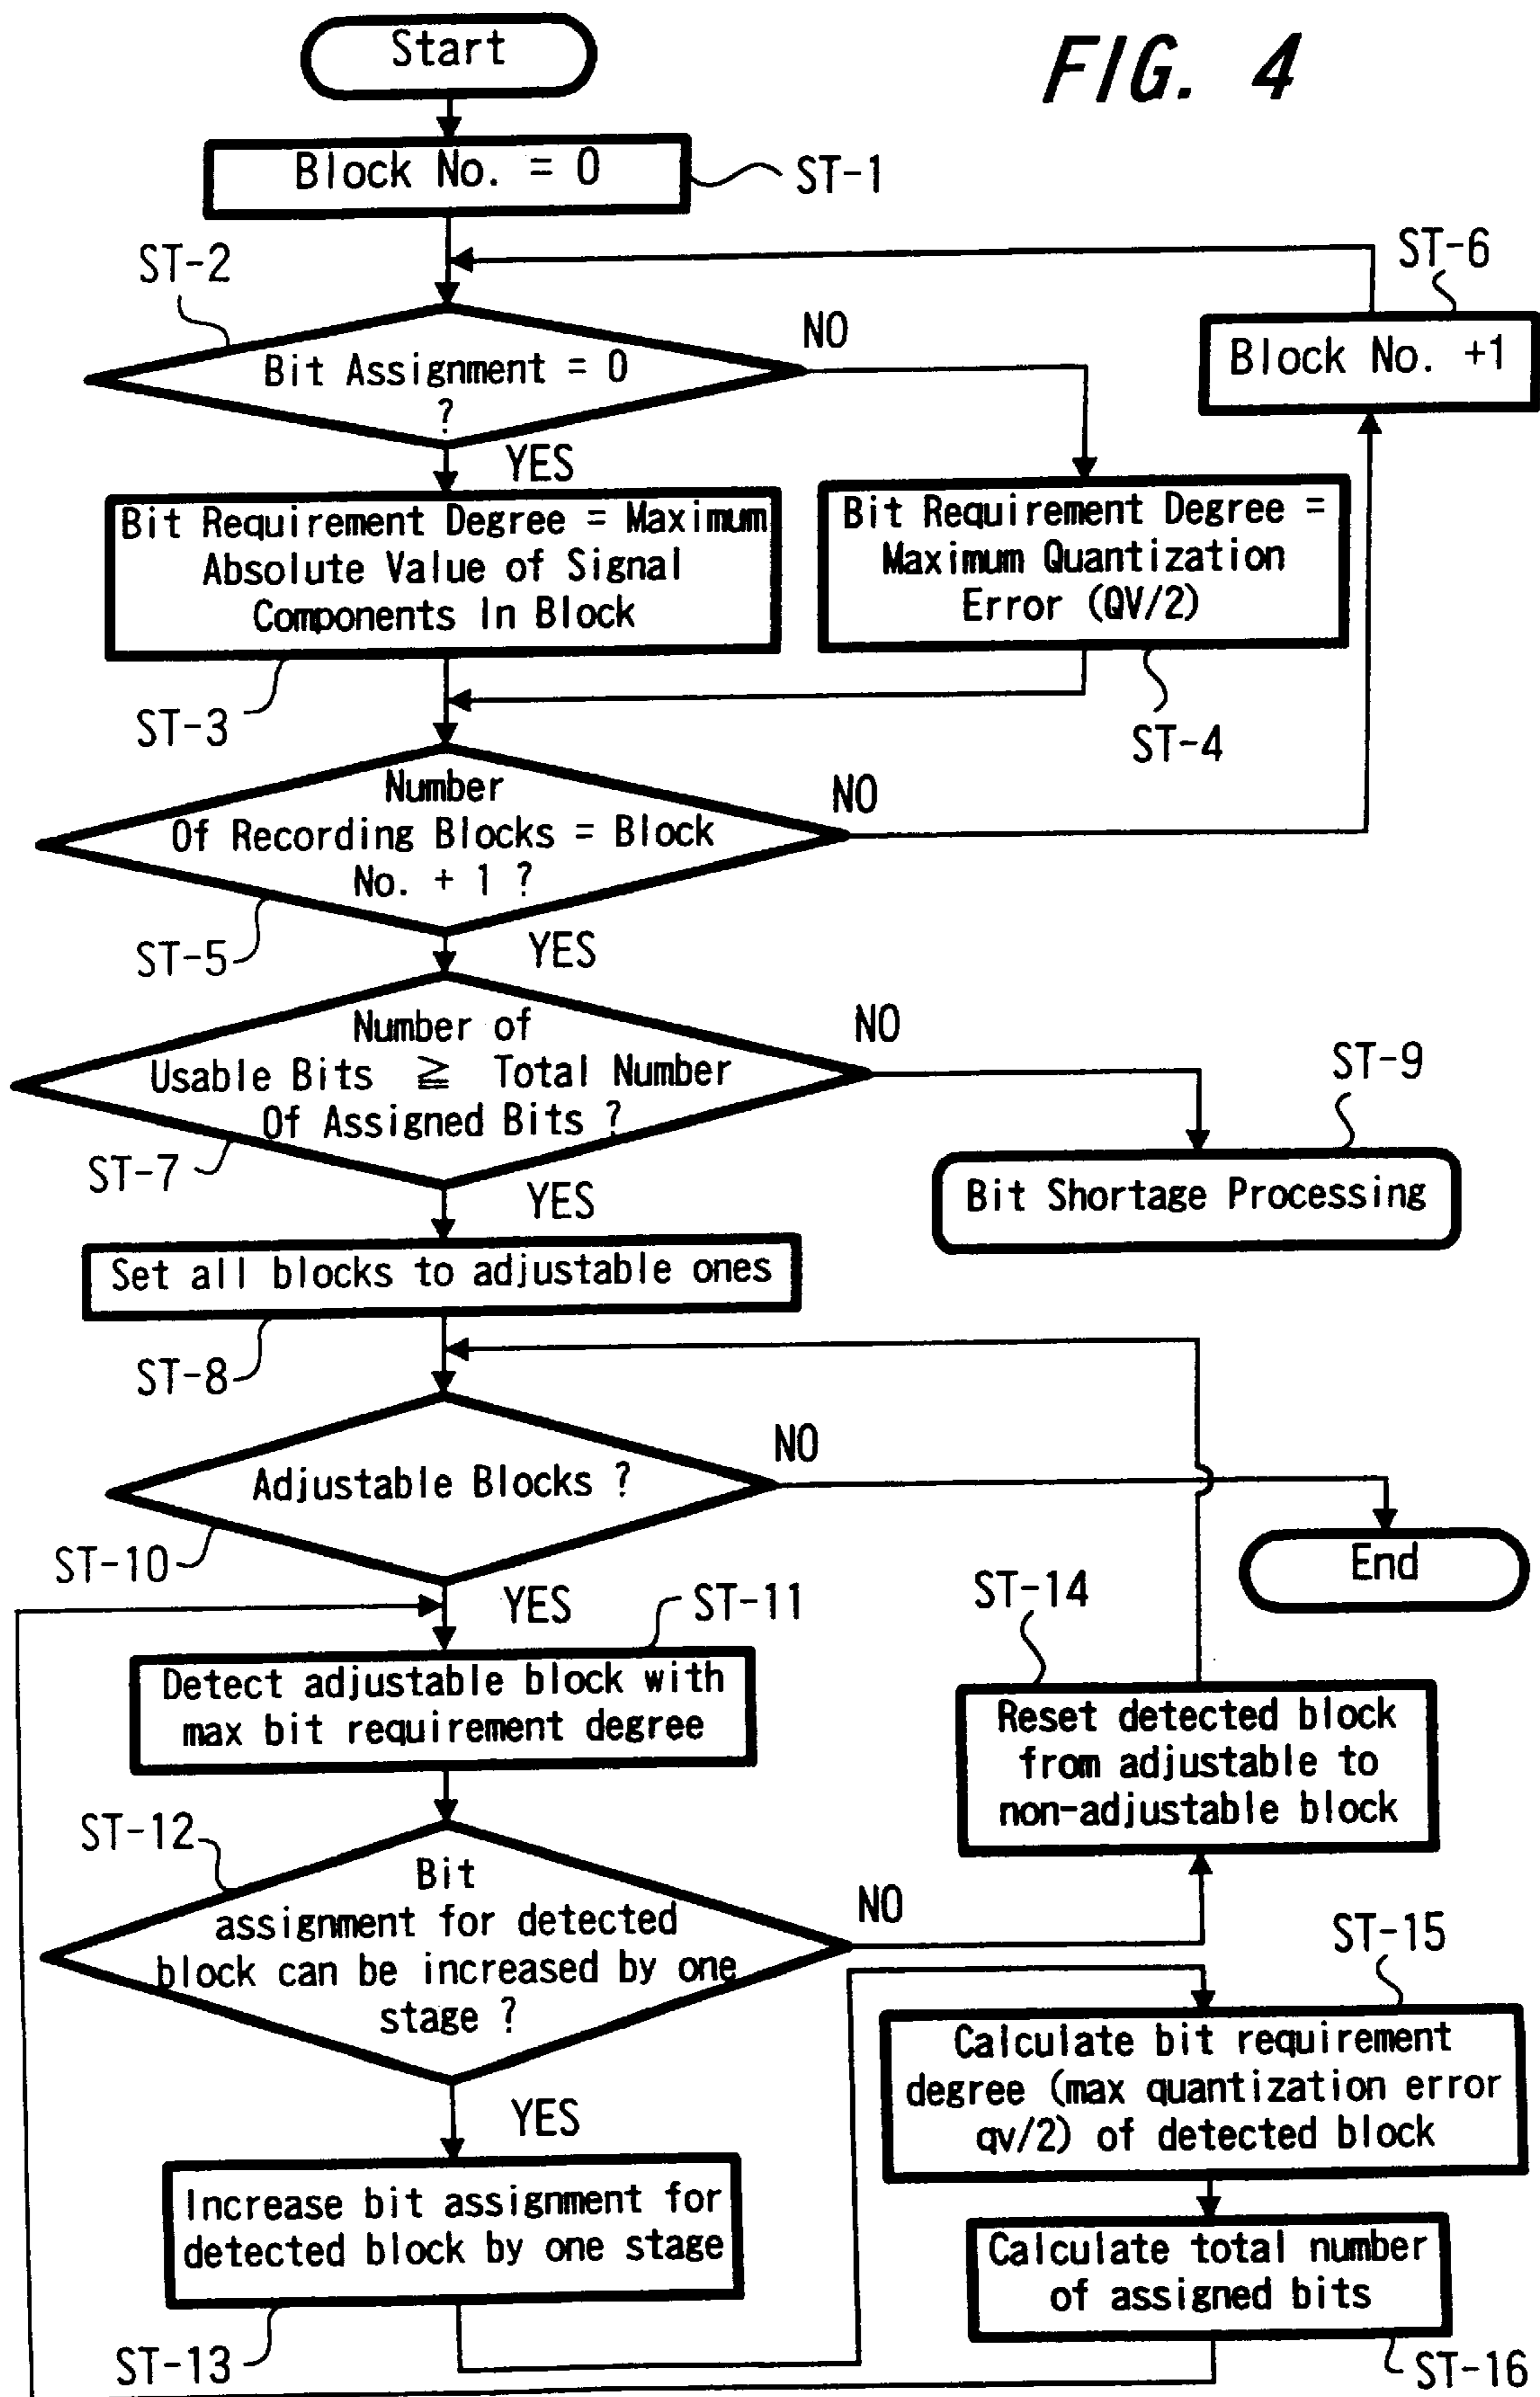 FIG. 4
Start
Block No. = 0
ST-1
ST-2
ST-6
NO
Block No. +1
Bit Assignment = 0
?
YES
Bit Requirement Degree = Maximum
Absolute Value of Signal
Components In Block
Bit Requirement Degree =
Maximum Quantization
Error (QV/2)
ST-3
ST-4
Number
Of Recording Blocks = Block
No. + 1 ?
NO
ST-5
YES
Number of
Usable Bits ≧ Total Number
Of Assigned Bits ?
NO
ST-9
ST-7
YES
Bit Shortage Processing
Set all blocks to adjustable ones
ST-8
Adjustable Blocks ?
NO
ST-10
End
YES
ST-11
ST-14
Detect adjustable block with
max bit requirement degree
Reset detected block
from adjustable to
non-adjustable block
ST-12
Bit
assignment for detected
block can be increased by one
stage ?
NO
ST-15
YES
Calculate bit requirement
degree (max quantization error
qv/2) of detected block
Increase bit assignment for
detected block by one stage
Calculate total number
of assigned bits
ST-13
ST-16